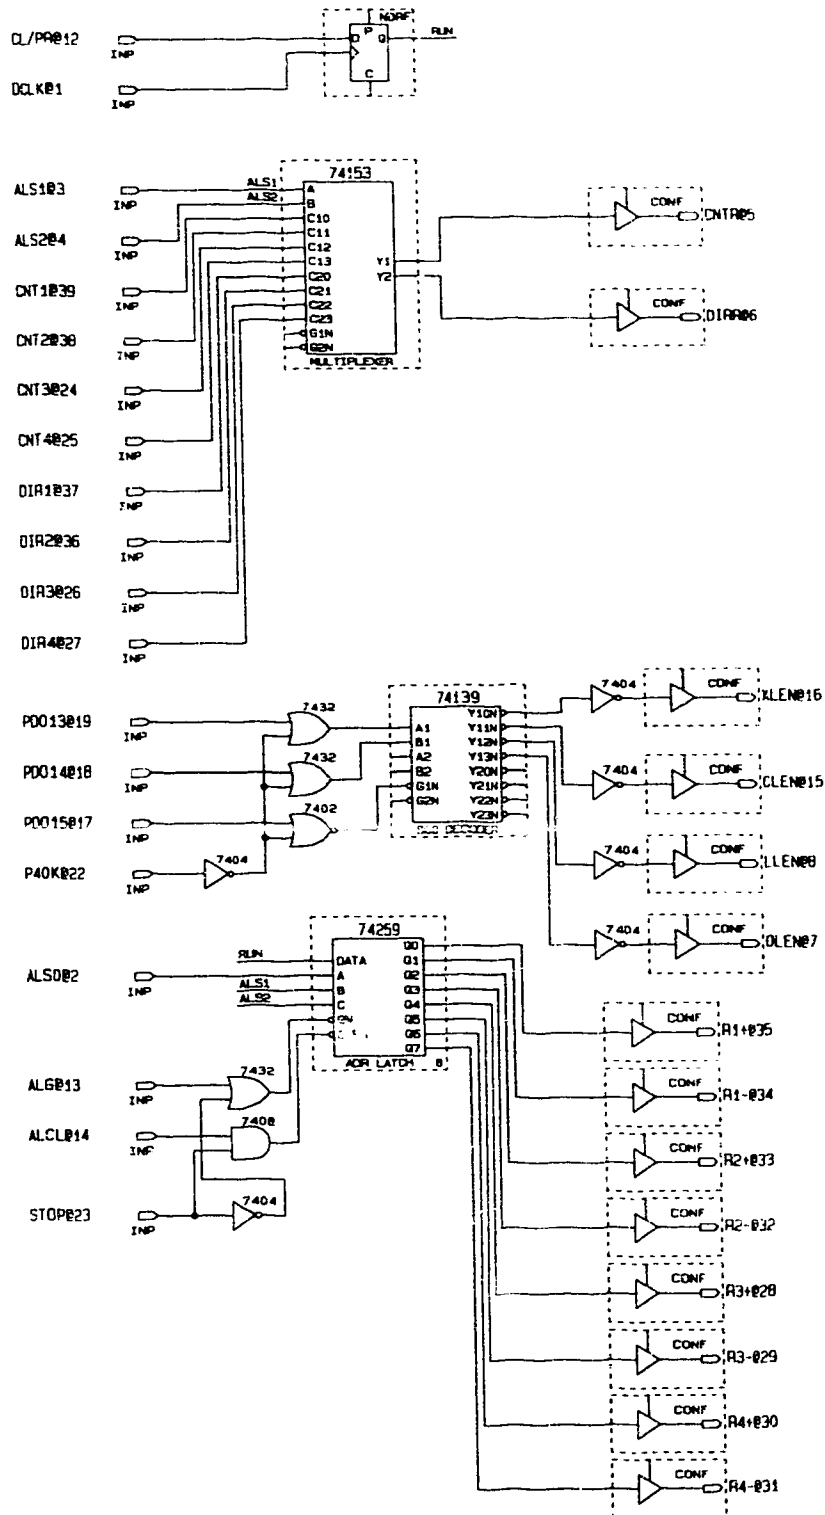 NDRF
CL/PR@12
INP
D P Q
RUN
C
DCLK@1
INP
74153
ALS1@3
INP
ALS1
A
ALS2
B
C10
C11
C12
C13
C20
C21
C22
C23
G1N
G2N
Y1
Y2
MULTIPLEXER
CONF
CNTR@5
CONF
DIRR@6
ALS2@4
INP
CNT1@39
INP
CNT2@38
INP
CNT3@24
INP
CNT4@25
INP
DIR1@37
INP
DIR2@36
INP
DIR3@26
INP
DIR4@27
INP
PDO13@19
INP
7432
74139
A1
B1
A2
B2
G1N
G2N
Y10N
Y11N
Y12N
Y13N
Y20N
Y21N
Y22N
Y23N
DECODER
7404
CONF
XLEN@16
PDO14@18
INP
7432
7404
CONF
CLEN@15
PDO15@17
INP
7402
7404
CONF
LLEN@8
P4OK@22
INP
7404
7404
CONF
OLEN@7
74259
RUN
DATA
ALSO@2
INP
A
ALS1
B
ALS2
C
GN
Q0
Q1
Q2
Q3
Q4
Q5
Q6
Q7
ADR LATCH 8
ALG@13
INP
7432
ALCL@14
INP
7408
STOP@23
INP
7404
CONF
R1+@35
CONF
R1-@34
CONF
R2+@33
CONF
R2-@32
CONF
R3+@28
CONF
R3-@29
CONF
R4+@30
CONF
R4-@31